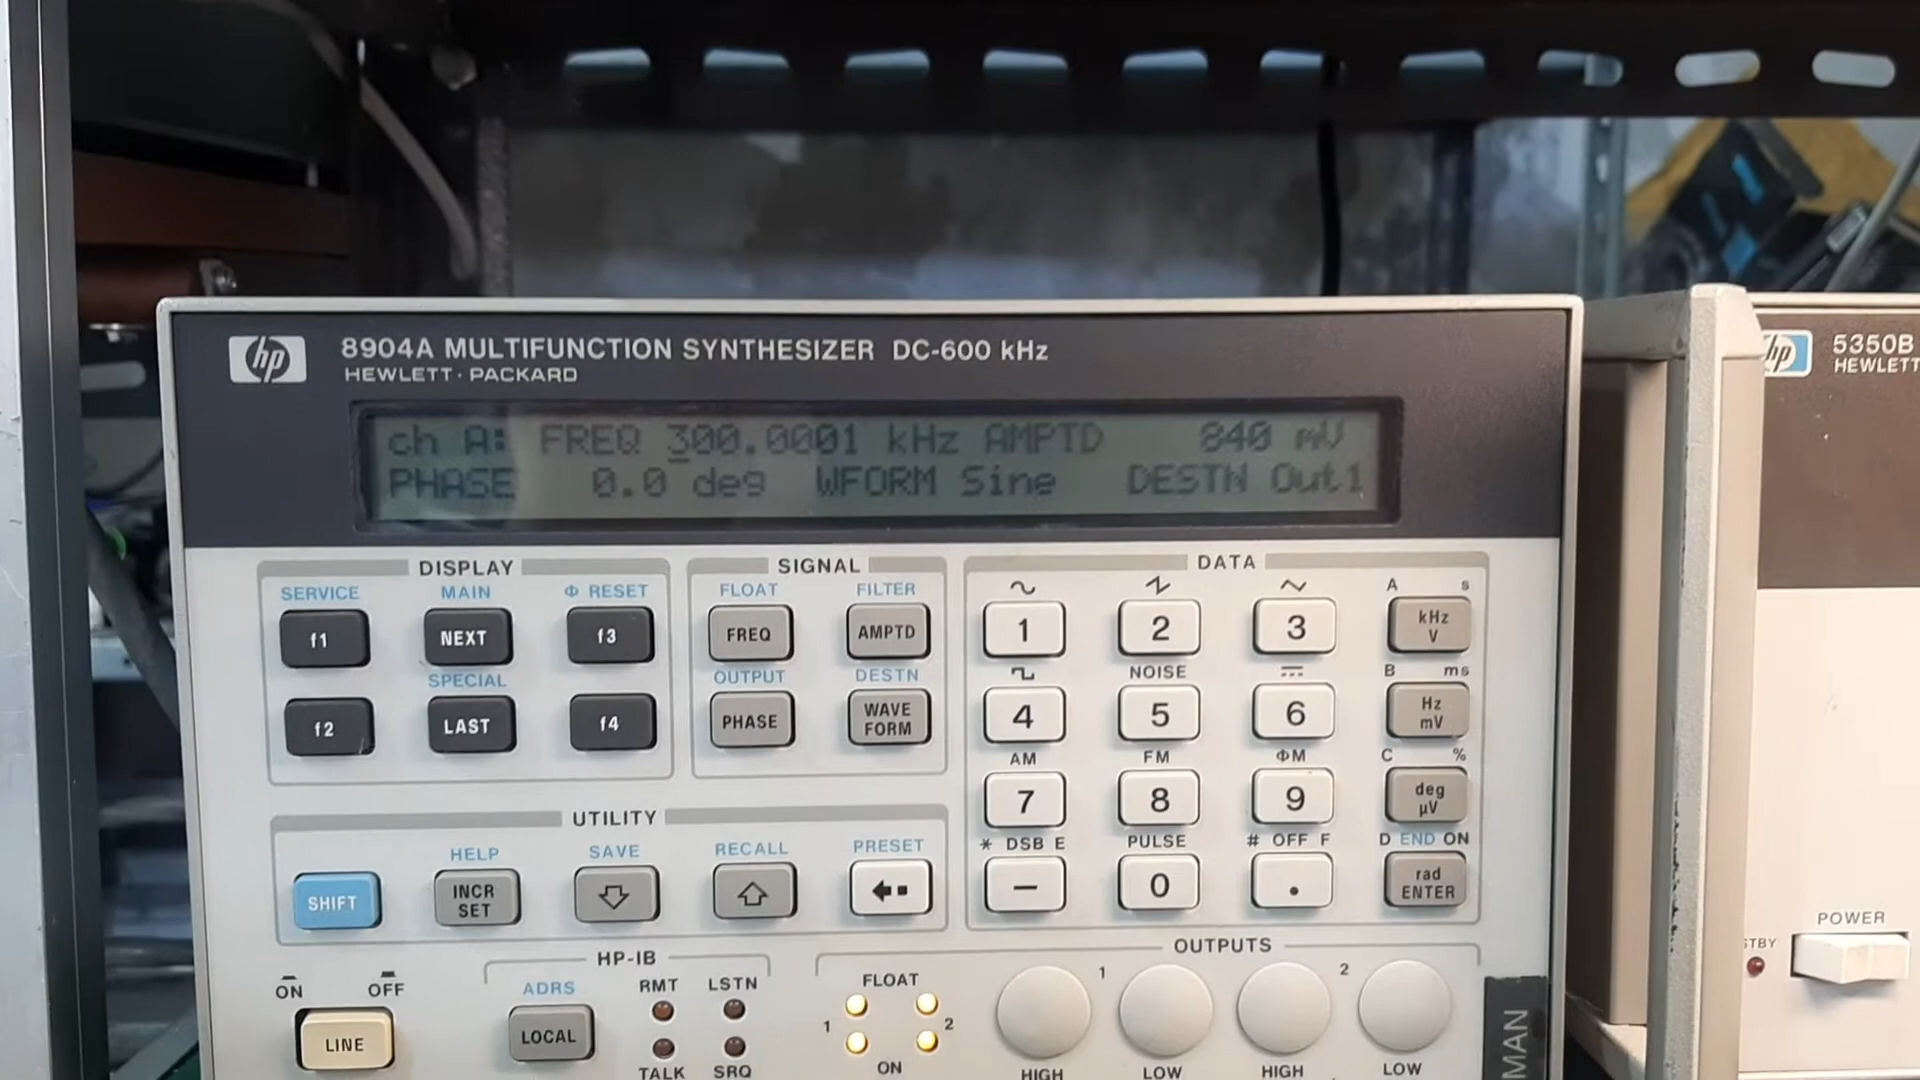 hp 8904A MULTIFUNCTION SYNTHESIZER DC-600 kHz
HEWLETT·PACKARD
ch A: FREQ 300.0001 kHz AMPTD 840 mV
PHASE 0.0 deg WFORM Sine DESTN Out1
DISPLAY
SERVICE MAIN Φ RESET
f1 NEXT f3
SPECIAL
f2 LAST f4
SIGNAL
FLOAT FILTER
FREQ AMPTD
OUTPUT DESTN
PHASE WAVE FORM
DATA
A s
1 2 3 kHz V
NOISE B ms
4 5 6 Hz mV
AM FM ΦM C %
7 8 9 deg µV
* DSB E PULSE # OFF F D END ON
– 0 . rad ENTER
UTILITY
HELP SAVE RECALL PRESET
SHIFT INCR SET
HP-IB
ON OFF ADRS RMT LSTN
LINE LOCAL
TALK SRQ
OUTPUTS
FLOAT 1 2
1 2
ON HIGH LOW HIGH LOW
MAN
hp 5350B
HEWLETT
POWER
STBY